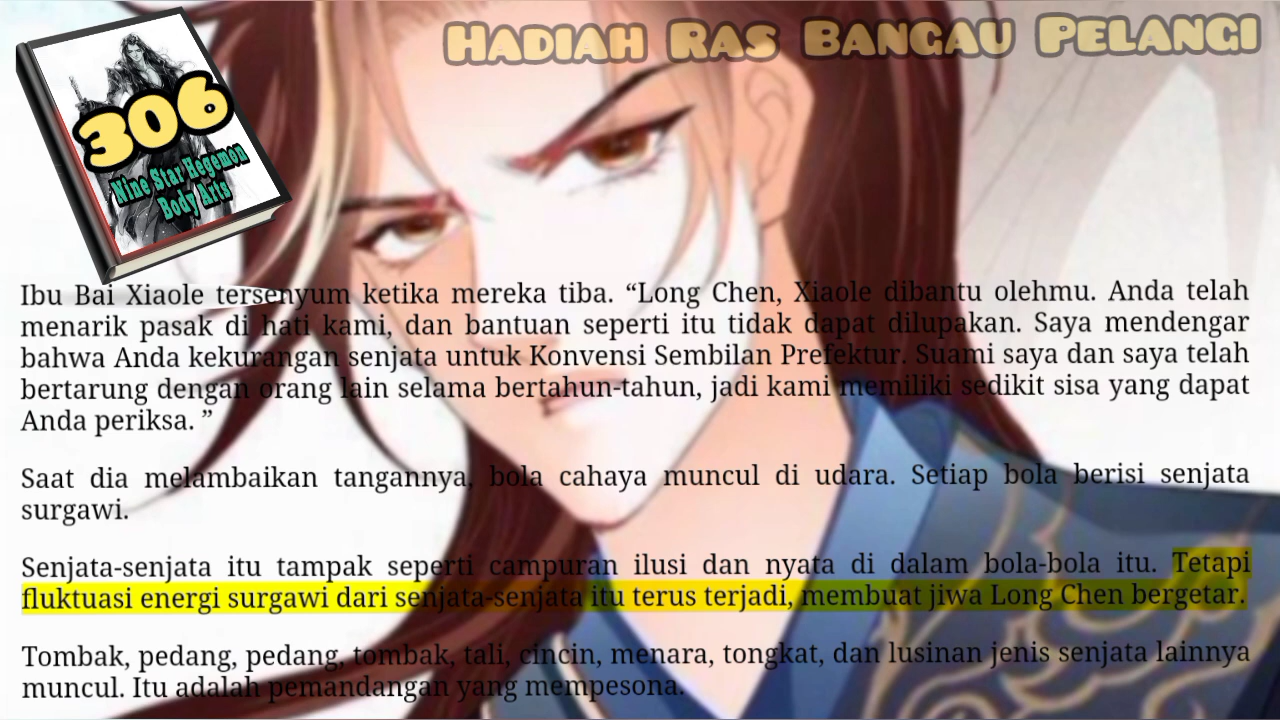 Hadiah Ras Bangau Pelangi
306
Nine Star Hegemon
Body Arts
Ibu Bai Xiaole tersenyum ketika mereka tiba. “Long Chen, Xiaole dibantu olehmu. Anda telah
menarik pasak di hati kami, dan bantuan seperti itu tidak dapat dilupakan. Saya mendengar
bahwa Anda kekurangan senjata untuk Konvensi Sembilan Prefektur. Suami saya dan saya telah
bertarung dengan orang lain selama bertahun-tahun, jadi kami memiliki sedikit sisa yang dapat
Anda periksa. ”
Saat dia melambaikan tangannya, bola cahaya muncul di udara. Setiap bola berisi senjata
surgawi.
Senjata-senjata itu tampak seperti campuran ilusi dan nyata di dalam bola-bola itu. Tetapi
fluktuasi energi surgawi dari senjata-senjata itu terus terjadi, membuat jiwa Long Chen bergetar.
Tombak, pedang, pedang, tombak, tali, cincin, menara, tongkat, dan lusinan jenis senjata lainnya
muncul. Itu adalah pemandangan yang mempesona.